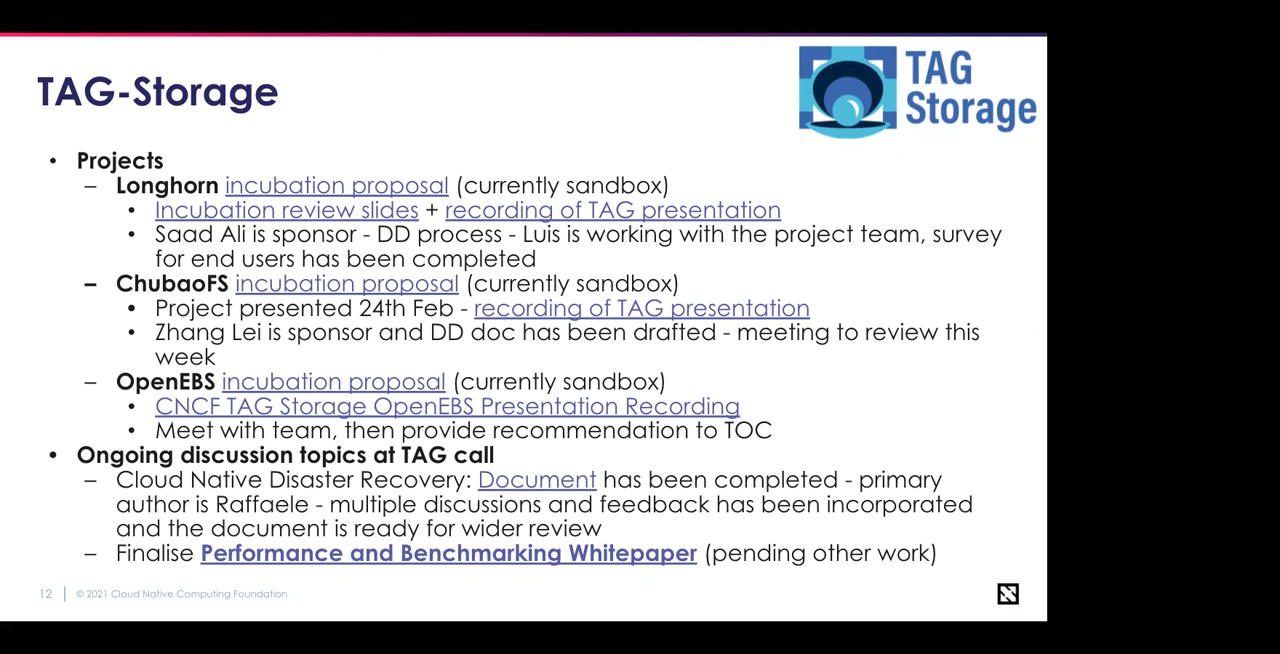 TAG-Storage
TAG
Storage
• Projects
– Longhorn incubation proposal (currently sandbox)
• Incubation review slides + recording of TAG presentation
• Saad Ali is sponsor - DD process - Luis is working with the project team, survey
for end users has been completed
– ChubaoFS incubation proposal (currently sandbox)
• Project presented 24th Feb - recording of TAG presentation
• Zhang Lei is sponsor and DD doc has been drafted - meeting to review this
week
– OpenEBS incubation proposal (currently sandbox)
• CNCF TAG Storage OpenEBS Presentation Recording
• Meet with team, then provide recommendation to TOC
• Ongoing discussion topics at TAG call
– Cloud Native Disaster Recovery: Document has been completed - primary
author is Raffaele - multiple discussions and feedback has been incorporated
and the document is ready for wider review
– Finalise Performance and Benchmarking Whitepaper (pending other work)
12 | © 2021 Cloud Native Computing Foundation